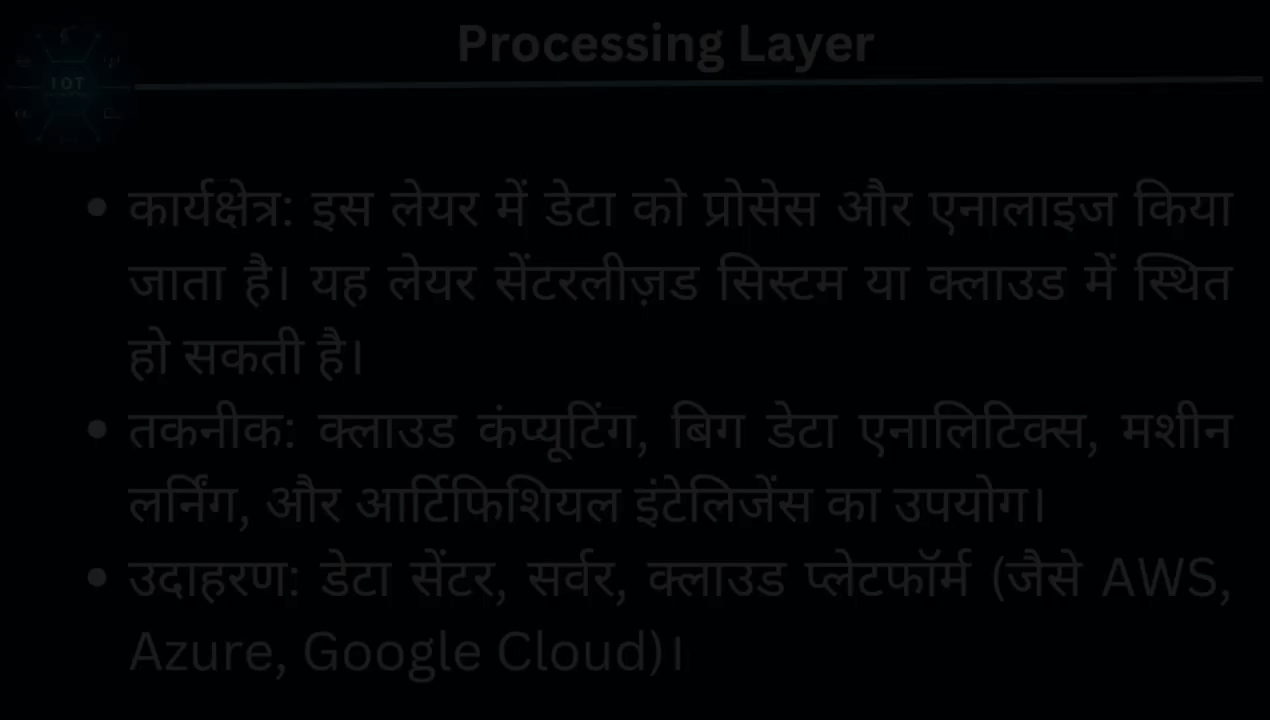 Processing Layer
IOT
• कार्यक्षेत्र: इस लेयर में डेटा को प्रोसेस और एनालाइज किया
जाता है। यह लेयर सेंटरलीज़्ड सिस्टम या क्लाउड में स्थित
हो सकती है।
• तकनीक: क्लाउड कंप्यूटिंग, बिग डेटा एनालिटिक्स, मशीन
लर्निंग, और आर्टिफिशियल इंटेलिजेंस का उपयोग।
• उदाहरण: डेटा सेंटर, सर्वर, क्लाउड प्लेटफॉर्म (जैसे AWS,
Azure, Google Cloud)।